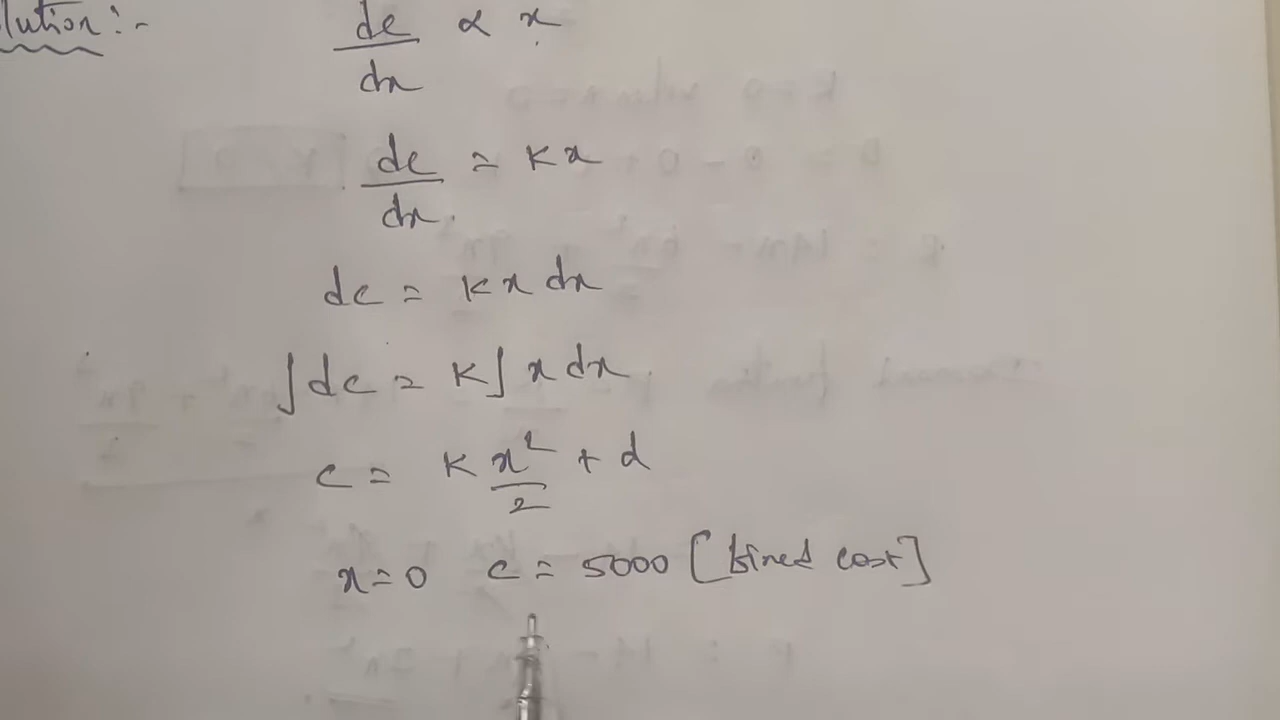 lution:-
dc/dx ∝ x
dc/dx = kx
dc = kx dx
∫dc = k∫x dx
c = k x²/2 + d
x=0 c = 5000 [fixed cost]